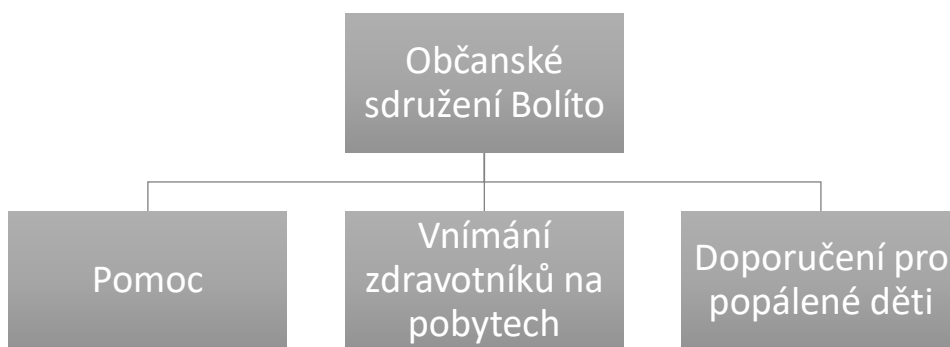 Občanské
sdružení Bolíto
Pomoc
Vnímání
zdravotníků na
pobytech
Doporučení pro
popálené děti